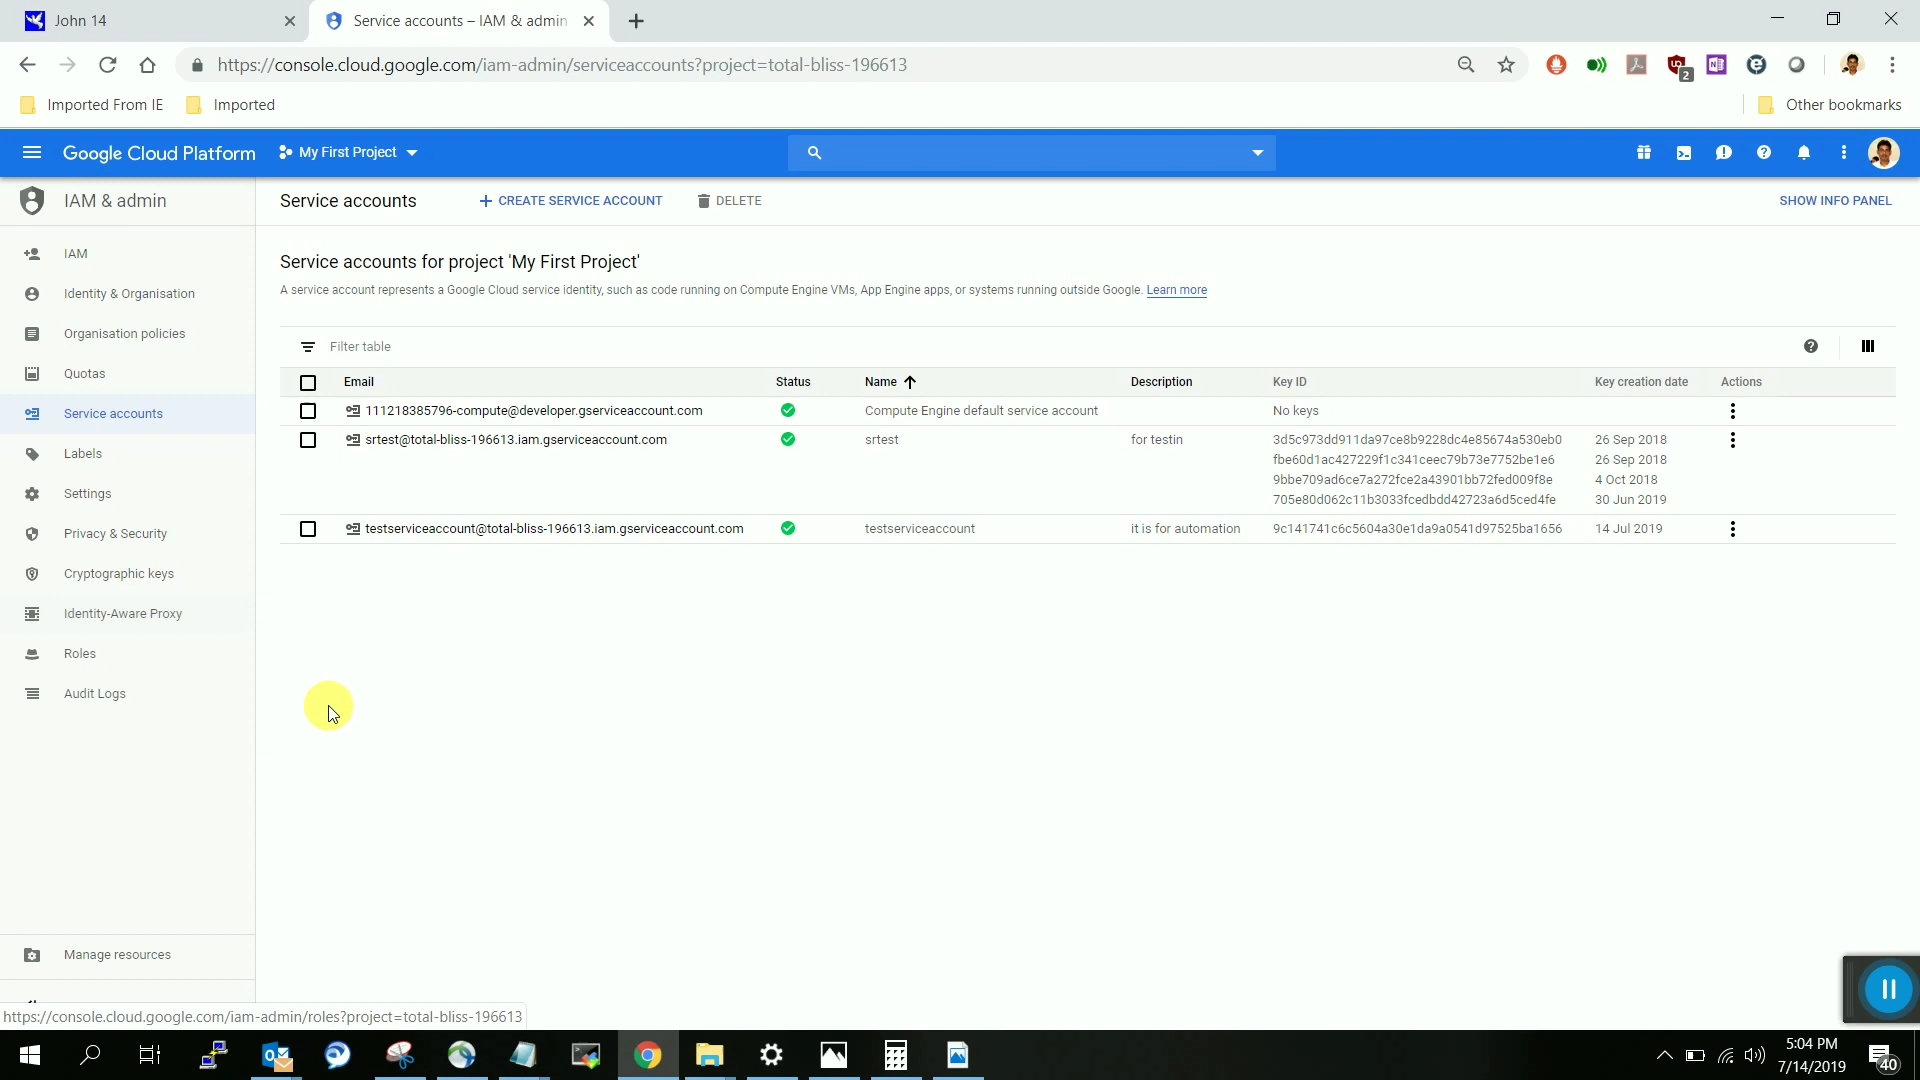 John 14
Service accounts – IAM & admin
https://console.cloud.google.com/iam-admin/serviceaccounts?project=total-bliss-196613
2
Imported From IE
Imported
Other bookmarks
Google Cloud Platform
My First Project
IAM & admin
Service accounts
CREATE SERVICE ACCOUNT
DELETE
SHOW INFO PANEL
IAM
Identity & Organisation
Organisation policies
Quotas
Service accounts
Labels
Settings
Privacy & Security
Cryptographic keys
Identity-Aware Proxy
Roles
Audit Logs
Manage resources
Service accounts for project 'My First Project'
A service account represents a Google Cloud service identity, such as code running on Compute Engine VMs, App Engine apps, or systems running outside Google. Learn more
Filter table
Email Status Name Description Key ID Key creation date Actions
111218385796-compute@developer.gserviceaccount.com Compute Engine default service account No keys
srtest@total-bliss-196613.iam.gserviceaccount.com srtest for testin 3d5c973dd911da97ce8b9228dc4e85674a530eb0 26 Sep 2018
fbe60d1ac427229f1c341ceec79b73e7752be1e6 26 Sep 2018
9bbe709ad6ce7a272fce2a43901bb72fed009f8e 4 Oct 2018
705e80d062c11b3033fcedbdd42723a6d5ced4fe 30 Jun 2019
testserviceaccount@total-bliss-196613.iam.gserviceaccount.com testserviceaccount it is for automation 9c141741c6c5604a30e1da9a0541d97525ba1656 14 Jul 2019
https://console.cloud.google.com/iam-admin/roles?project=total-bliss-196613
5:04 PM
7/14/2019
40